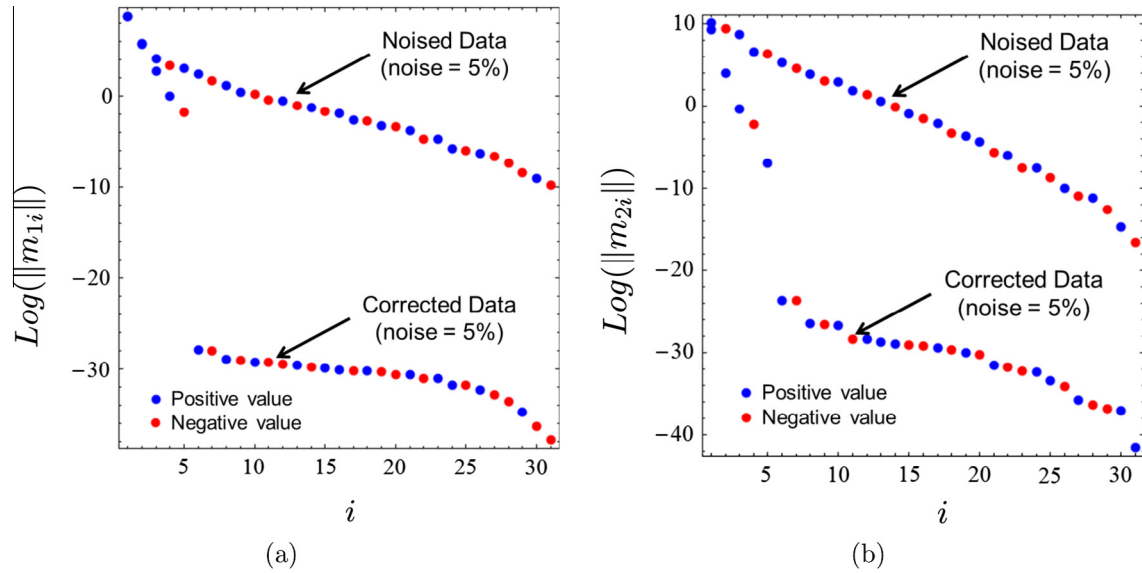 Noised Data
(noise = 5%)
Corrected Data
(noise = 5%)
Positive value
Negative value
0
−10
−20
−30
5
10
15
20
25
30
Log(||m1i||)
i
(a)
Noised Data
(noise = 5%)
Corrected Data
(noise = 5%)
Positive value
Negative value
10
0
−10
−20
−30
−40
5
10
15
20
25
30
Log(||m2i||)
i
(b)